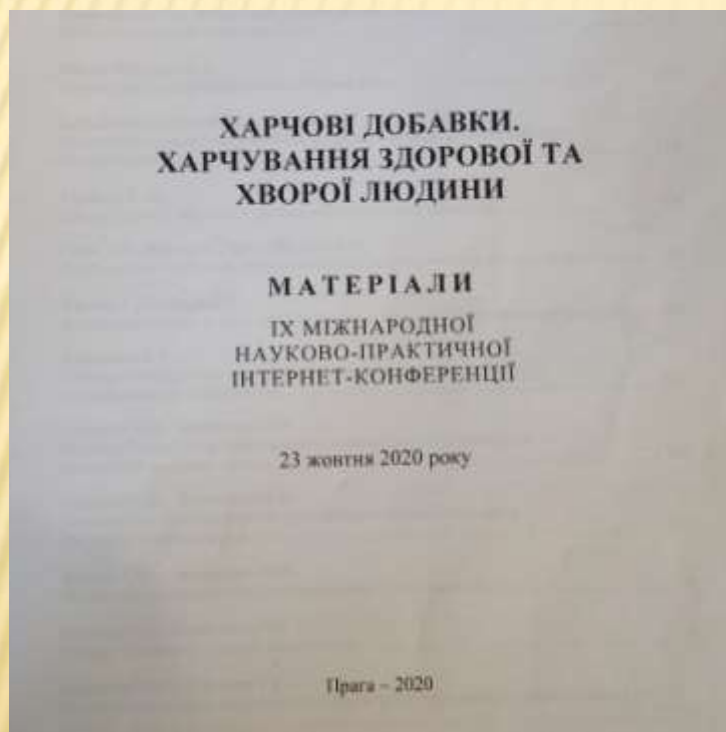 ХАРЧОВІ ДОБАВКИ.
ХАРЧУВАННЯ ЗДОРОВОЇ ТА
ХВОРОЇ ЛЮДИНИ
МАТЕРІАЛИ
ІХ МІЖНАРОДНОЇ
НАУКОВО-ПРАКТИЧНОЇ
ІНТЕРНЕТ-КОНФЕРЕНЦІЇ
23 жовтня 2020 року
Прага – 2020